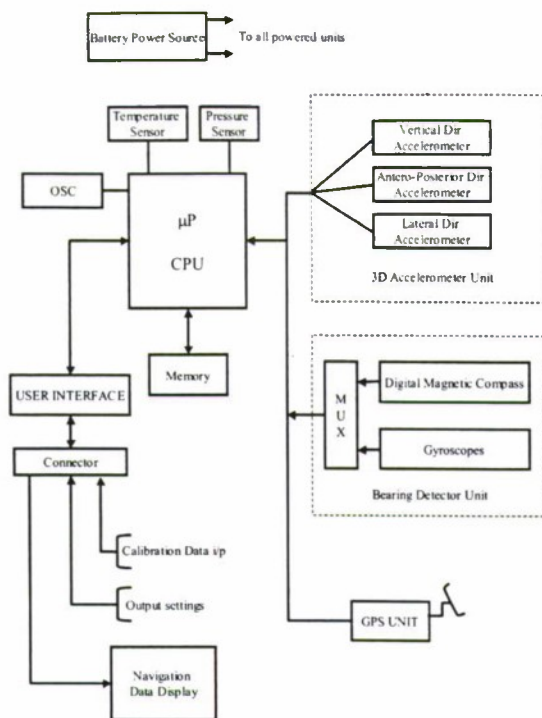 Battery Power Source
To all powered units
Temperature
Sensor
Pressure
Sensor
Vertical Dir
Accelerometer
OSC
Antero-Posterior Dir
Accelerometer
μP
CPU
Lateral Dir
Accelerometer
3D Accelerometer Unit
Memory
USER INTERFACE
M
U
X
Digital Magnetic Compass
Gyroscopes
Connector
Bearing Detector Unit
Calibration Data i/p
Output settings
GPS UNIT
Navigation
Data Display